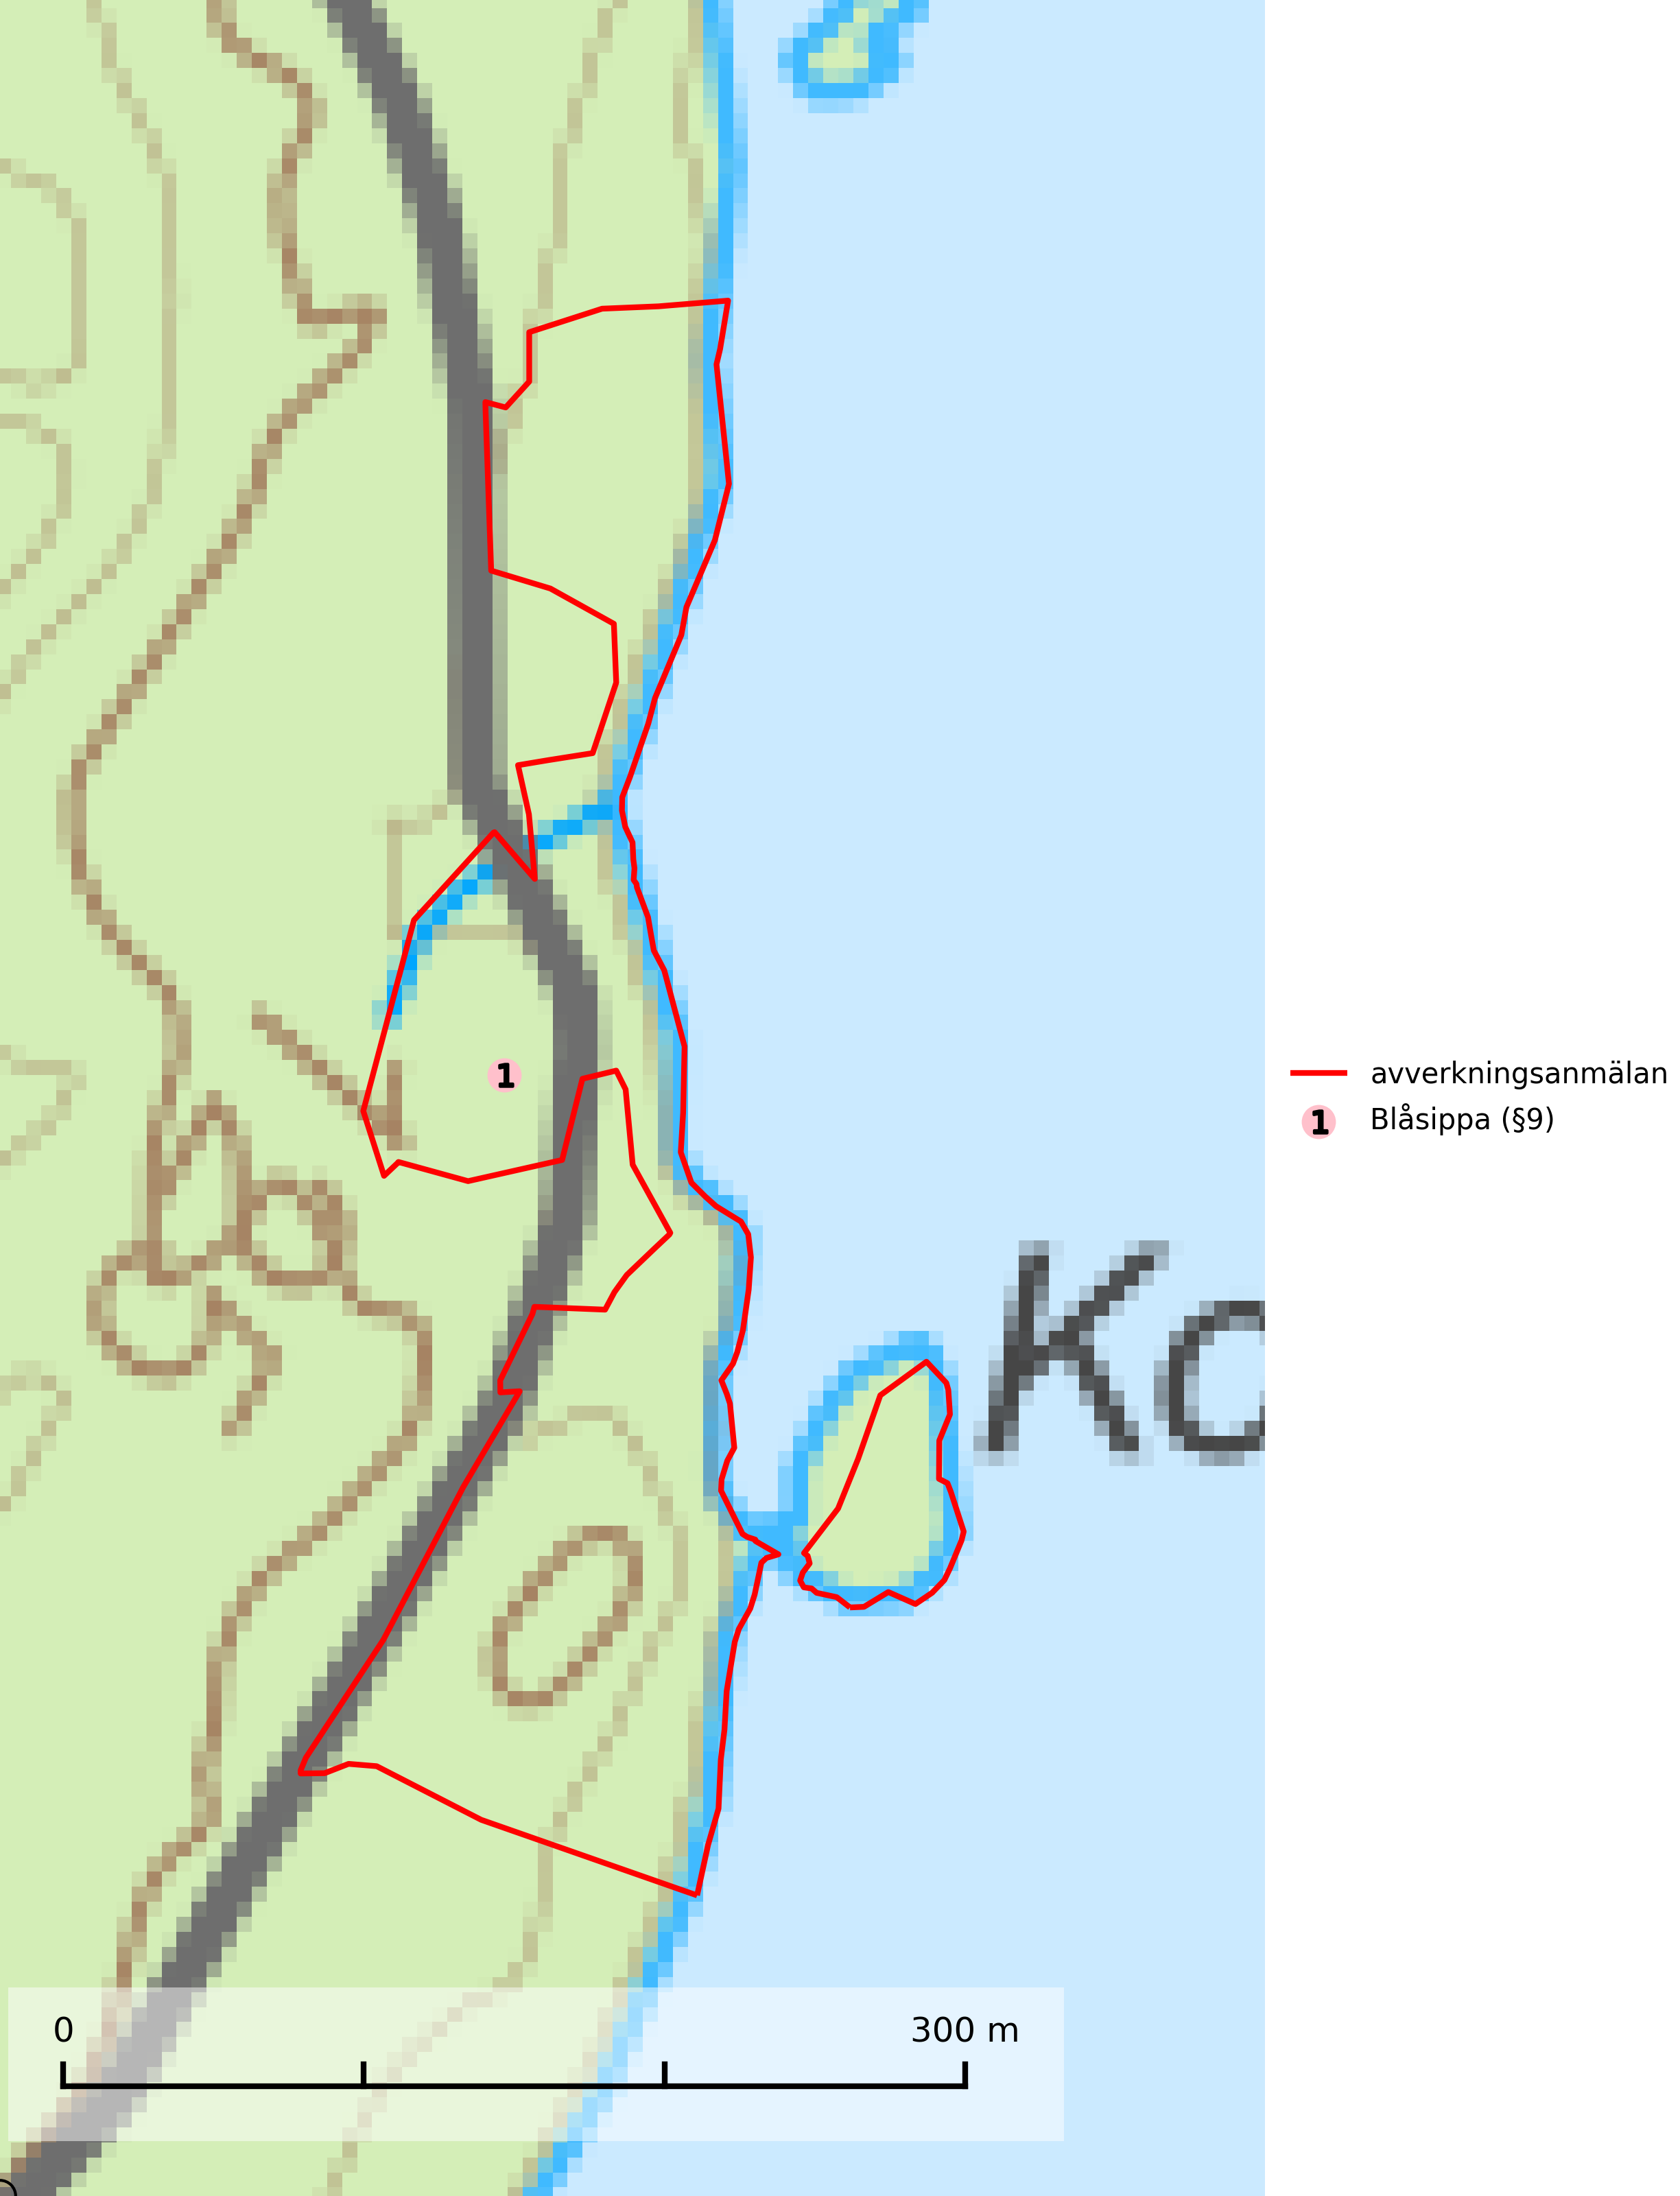 1
Ko
0 300 m
avverkningsanmälan
1 Blåsippa (§9)